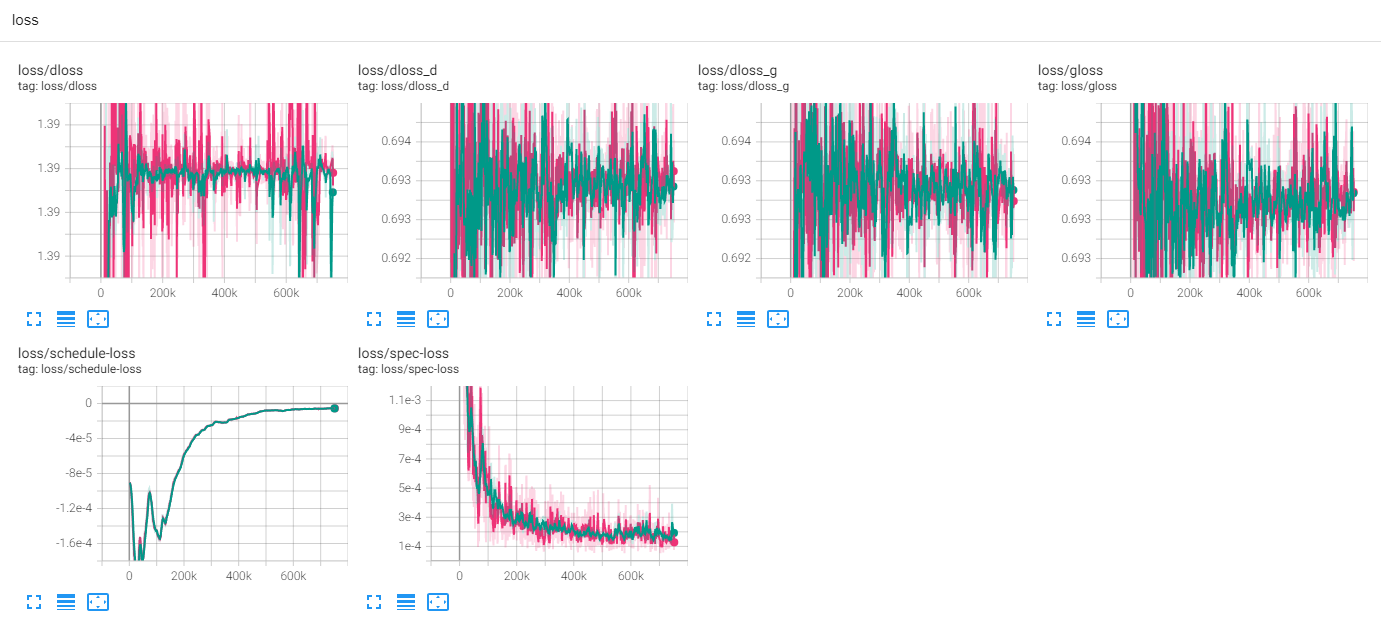 loss
loss/dloss
tag: loss/dloss
1.39
1.39
1.39
1.39
0 200k 400k 600k
loss/dloss_d
tag: loss/dloss_d
0.694
0.693
0.693
0.692
0 200k 400k 600k
loss/dloss_g
tag: loss/dloss_g
0.694
0.693
0.693
0.692
0 200k 400k 600k
loss/gloss
tag: loss/gloss
0.694
0.693
0.693
0.693
0 200k 400k 600k
loss/schedule-loss
tag: loss/schedule-loss
0
-4e-5
-8e-5
-1.2e-4
-1.6e-4
0 200k 400k 600k
loss/spec-loss
tag: loss/spec-loss
1.1e-3
9e-4
7e-4
5e-4
3e-4
1e-4
0 200k 400k 600k